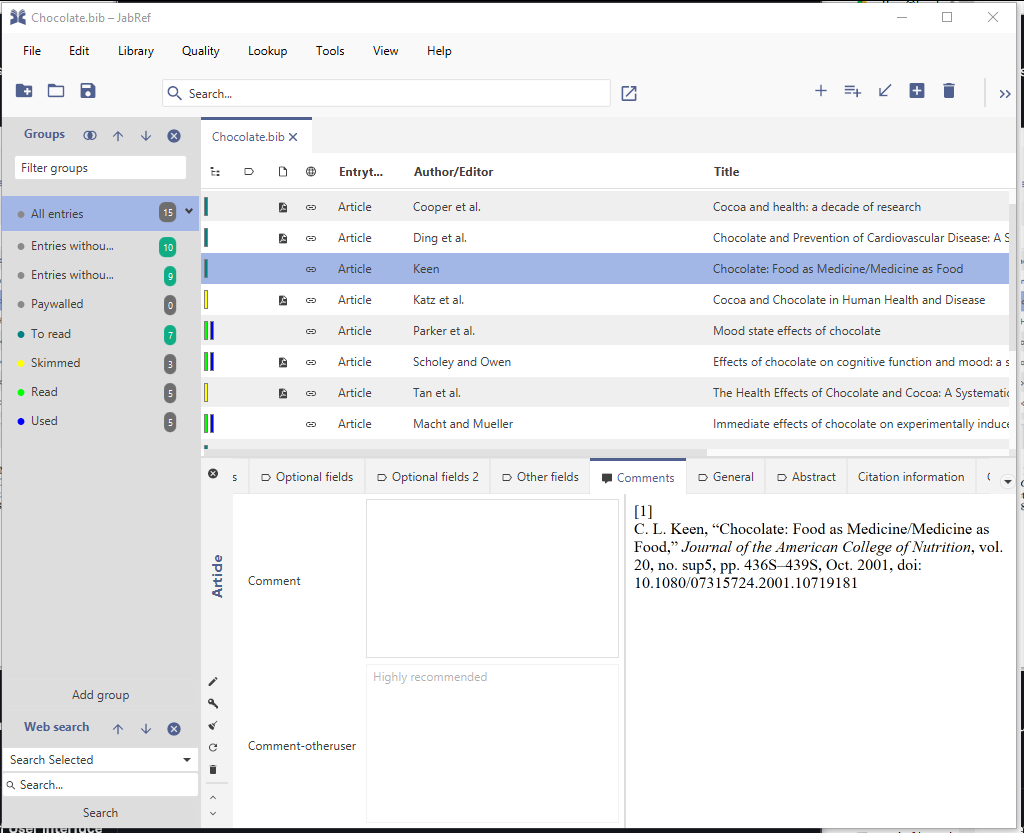 Chocolate.bib – JabRef
File Edit Library Quality Lookup Tools View Help
Search...
Groups
Filter groups
All entries 15
Entries withou... 10
Entries withou... 9
Paywalled 0
To read 7
Skimmed 3
Read 5
Used 5
Add group
Web search
Search Selected
Search...
Search
Chocolate.bib
Entryt... Author/Editor Title
Article Cooper et al. Cocoa and health: a decade of research
Article Ding et al. Chocolate and Prevention of Cardiovascular Disease: A S
Article Keen Chocolate: Food as Medicine/Medicine as Food
Article Katz et al. Cocoa and Chocolate in Human Health and Disease
Article Parker et al. Mood state effects of chocolate
Article Scholey and Owen Effects of chocolate on cognitive function and mood: a s
Article Tan et al. The Health Effects of Chocolate and Cocoa: A Systematic
Article Macht and Mueller Immediate effects of chocolate on experimentally induce
s Optional fields Optional fields 2 Other fields Comments General Abstract Citation information
Article
Comment
Comment-otheruser
Highly recommended
[1]
C. L. Keen, “Chocolate: Food as Medicine/Medicine as
Food,” Journal of the American College of Nutrition, vol.
20, no. sup5, pp. 436S–439S, Oct. 2001, doi:
10.1080/07315724.2001.10719181